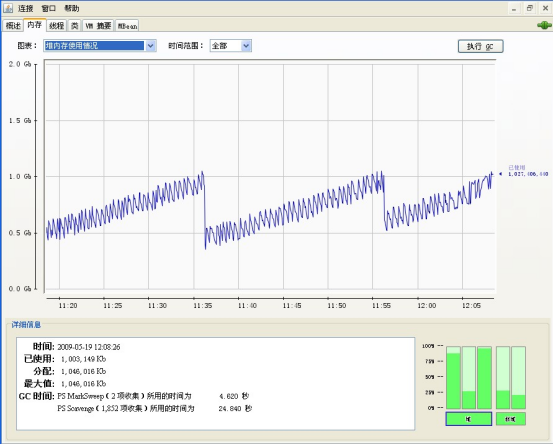 连接 窗口 帮助
概述 内存 线程 类 VM 摘要 MBean
图表： 堆内存使用情况 时间范围： 全部 执行 GC
2.0 Gb
1.5 Gb
1.0 Gb
0.5 Gb
0.0 Gb
已使用
11:20 11:25 11:30 11:35 11:40 11:45 11:50 11:55 12:00 12:05
详细信息
时间: 2009-05-19 12:08:26
已使用: 1,003,149 Kb
分配: 1,046,016 Kb
最大值: 1,046,016 Kb
GC 时间: PS MarkSweep ( 2 项收集) 所用的时间为 4.620 秒
PS Scavenge ( 1,852 项收集) 所用的时间为 24.840 秒
100% --
75% --
50% --
25% --
0% --
堆 非堆